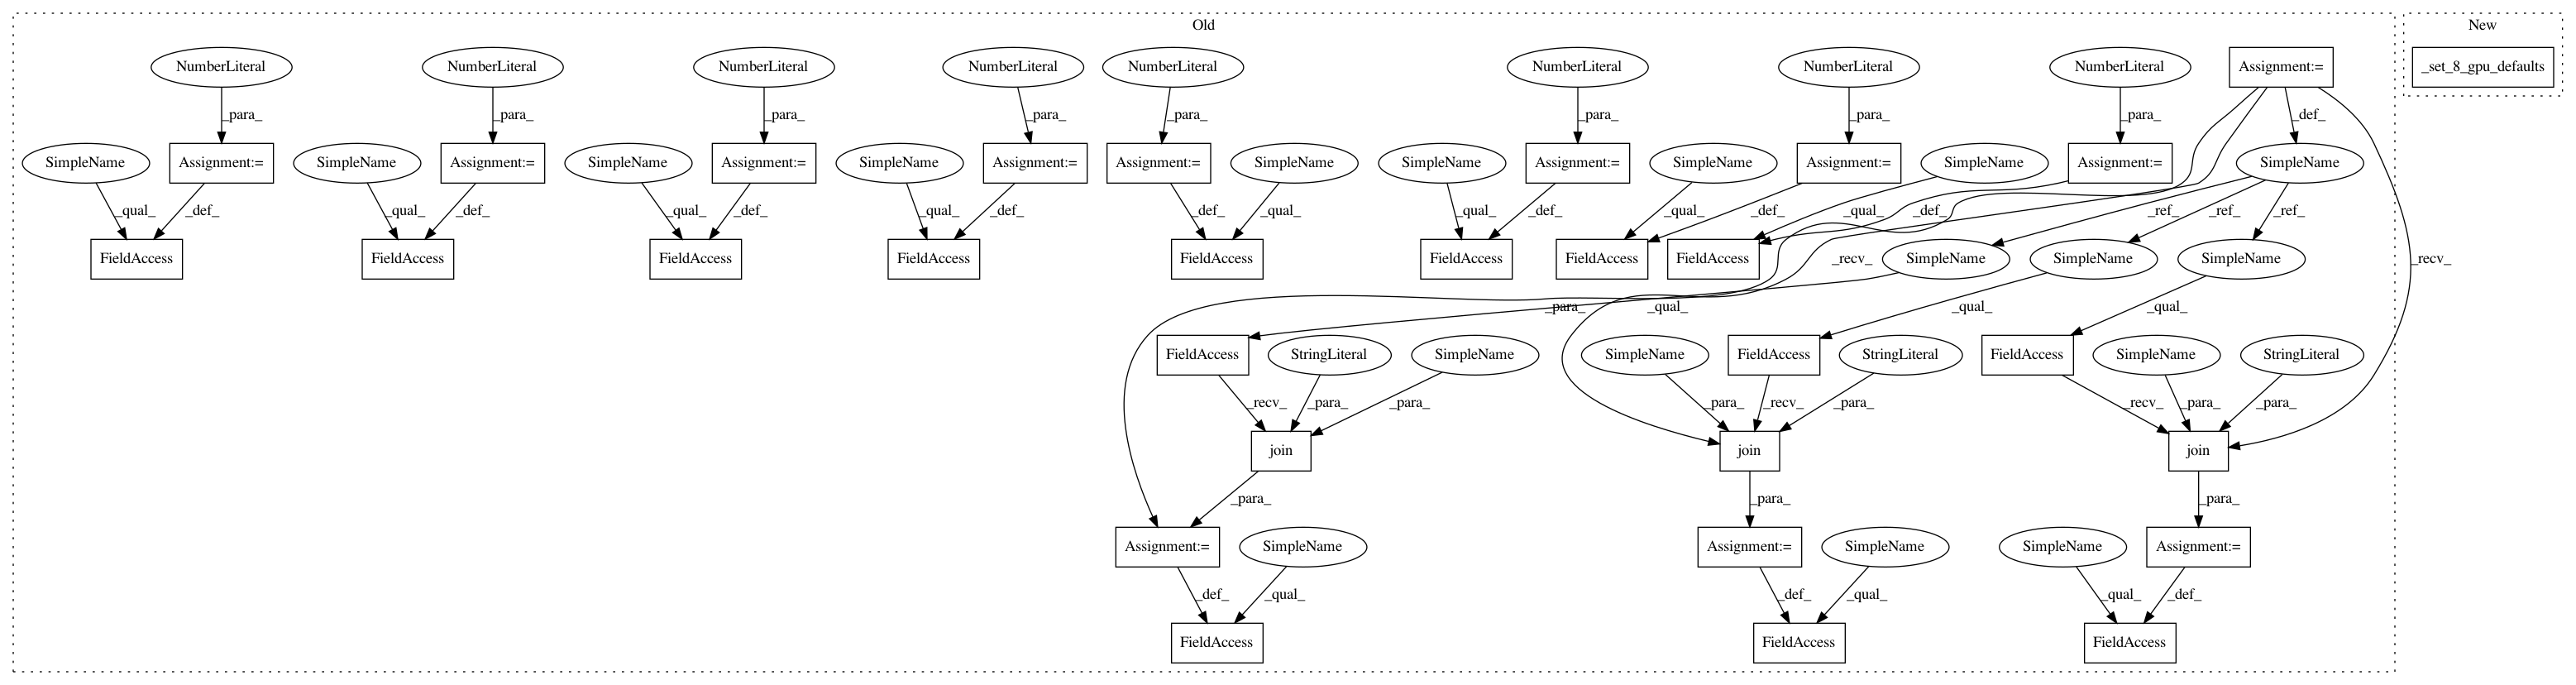 Old
New
NumberLiteral
NumberLiteral
NumberLiteral
NumberLiteral
NumberLiteral
NumberLiteral
NumberLiteral
NumberLiteral
Assignment:=
_set_8_gpu_defaults
_para_
_para_
_para_
_para_
_para_
_para_
_para_
_para_
_def_
SimpleName
Assignment:=
SimpleName
Assignment:=
SimpleName
Assignment:=
SimpleName
Assignment:=
Assignment:=
SimpleName
SimpleName
Assignment:=
SimpleName
Assignment:=
SimpleName
Assignment:=
SimpleName
_qual_
_def_
_qual_
_def_
_qual_
_def_
_qual_
_def_
_def_
_qual_
_qual_
_def_
_qual_
_def_
_qual_
_def_
_ref_
_ref_
_ref_
FieldAccess
FieldAccess
FieldAccess
FieldAccess
FieldAccess
FieldAccess
FieldAccess
FieldAccess
_recv_
SimpleName
SimpleName
SimpleName
_recv_
_para_
_qual_
_qual_
_qual_
FieldAccess
StringLiteral
SimpleName
SimpleName
FieldAccess
StringLiteral
FieldAccess
SimpleName
StringLiteral
_recv_
_para_
_para_
_para_
_recv_
_para_
_recv_
_para_
_para_
join
join
join
_para_
_para_
_para_
Assignment:=
SimpleName
Assignment:=
SimpleName
SimpleName
Assignment:=
_def_
_qual_
_def_
_qual_
_qual_
_def_
FieldAccess
FieldAccess
FieldAccess